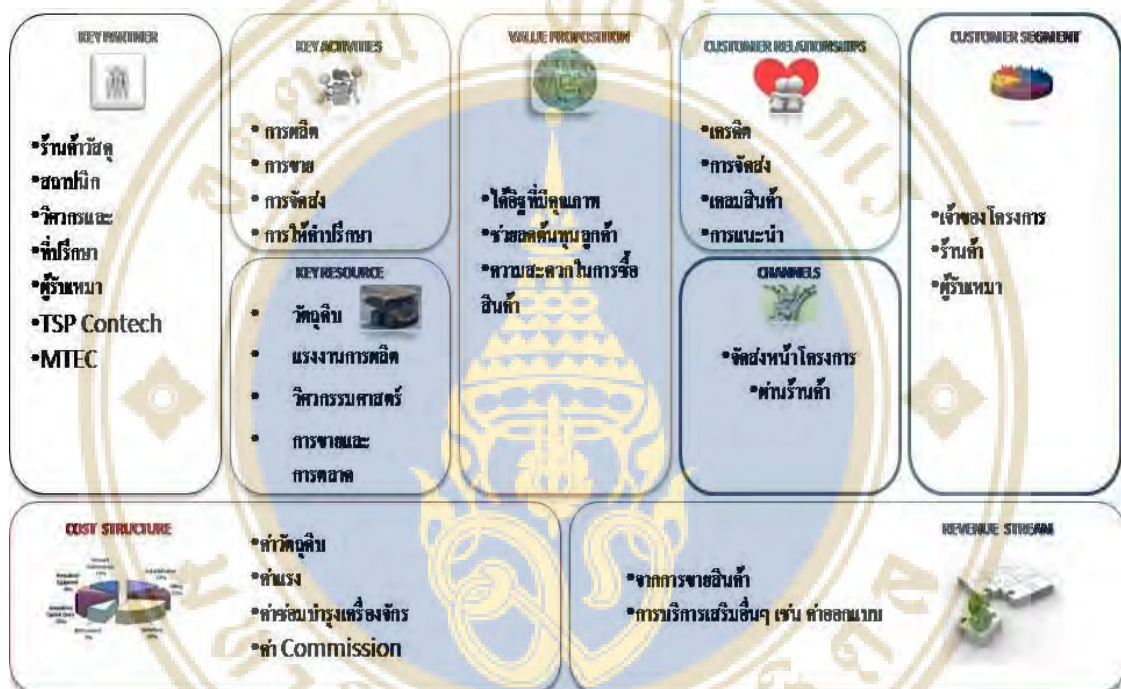 KEY PARTNER
•ร้านค้าวัสดุ
•สถาปนิก
•วิศวกรและ
•ที่ปรึกษา
•ผู้รับเหมา
•TSP Contech
•MTEC
KEY ACTIVITIES
• การผลิต
• การขาย
• การจัดส่ง
• การให้คำปรึกษา
KEY RESOURCE
• วัตถุดิบ
• แรงงานการผลิต
• วิศวกรรมศาสตร์
• การขายและ
การตลาด
VALUE PROPOSITION
•ได้อิฐที่มีคุณภาพ
•ช่วยลดต้นทุนลูกค้า
•ความสะดวกในการซื้อ
สินค้า
CUSTOMER RELATIONSHIPS
•เครดิต
•การจัดส่ง
•เคลมสินค้า
•การแนะนำ
CHANNELS
•จัดส่งหน้าโครงการ
•ผ่านร้านค้า
CUSTOMER SEGMENT
•เจ้าของโครงการ
•ร้านค้า
•ผู้รับเหมา
COST STRUCTURE
•ค่าวัตถุดิบ
•ค่าแรง
•ค่าซ่อมบำรุงเครื่องจักร
•ค่า Commission
REVENUE STREAM
•จากการขายสินค้า
•การบริการเสริมอื่นๆ เช่น ค่าออกแบบ